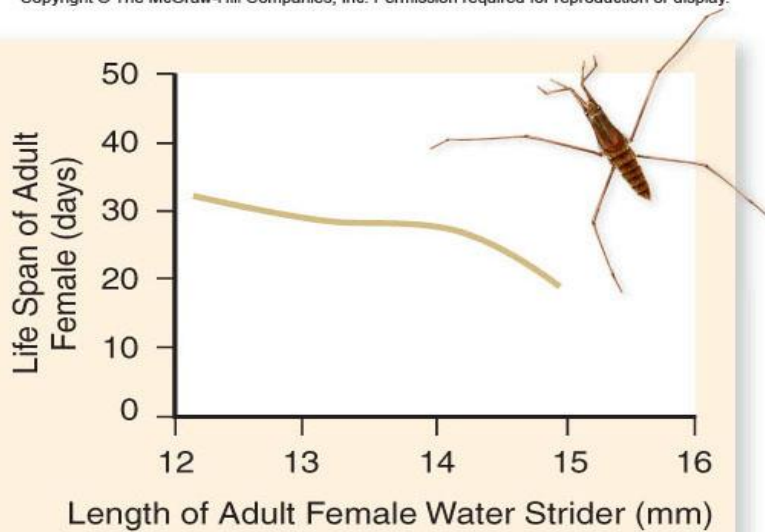 Copyright © The McGraw-Hill Companies, Inc. Permission required for reproduction or display.
50
40
30
20
10
0
Life Span of Adult
Female (days)
12 13 14 15 16
Length of Adult Female Water Strider (mm)